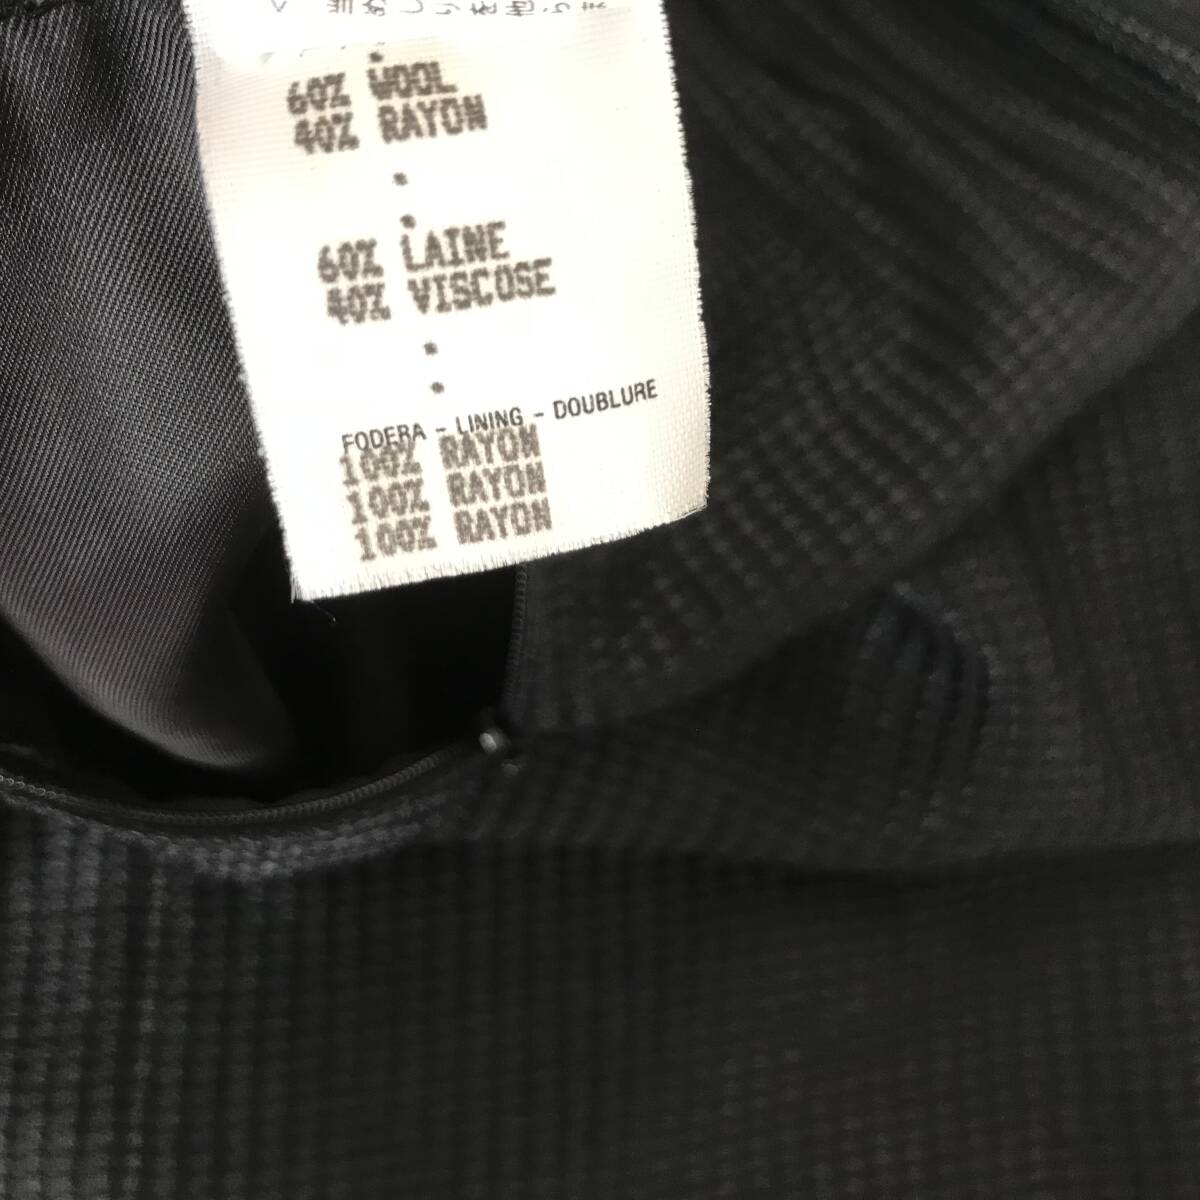 60% WOOL
40% RAYON
60% LAINE
40% VISCOSE
FODERA - LINING - DOUBLURE
100% RAYON
100% RAYON
100% RAYON